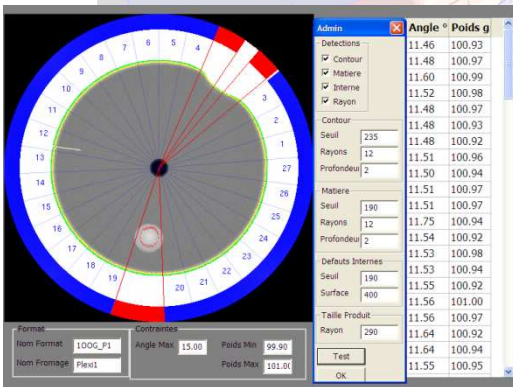 Admin
Detections
Contour
Matiere
Interne
Rayon
Contour
Seuil 235
Rayons 12
Profondeur 2
Matiere
Seuil 190
Rayons 12
Profondeur 2
Defauts Internes
Seuil 190
Surface 400
Taille Produit
Rayon 290
Test
OK
Angle ° Poids g
11.46 100.93
11.48 100.97
11.60 100.99
11.52 100.98
11.48 100.97
11.48 100.93
11.48 100.92
11.51 100.96
11.50 100.94
11.51 100.97
11.51 100.97
11.75 100.94
11.54 100.92
11.53 100.98
11.53 100.94
11.55 100.92
11.56 101.00
11.56 100.97
11.64 100.92
11.64 100.94
11.55 100.95
1
2
3
4
5
6
7
8
9
10
11
12
13
14
16
17
18
19
20
21
22
23
24
25
26
27
Format
Nom Format 100G_P1
Nom Fromage Plexi1
Contraintes
Angle Max 15.00
Poids Min 99.90
Poids Max 101.0